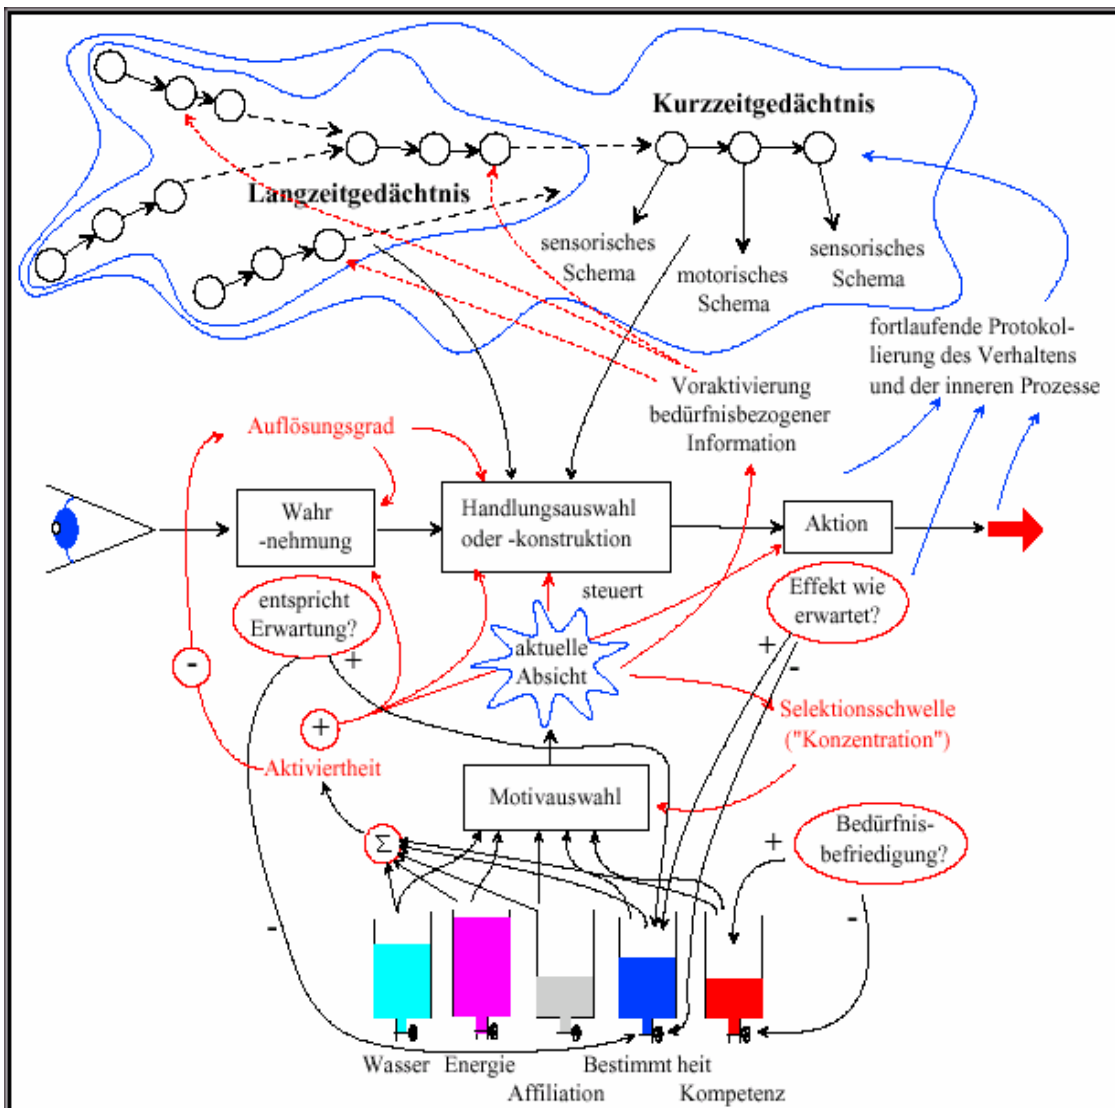 Kurzzeitgedächtnis
Langzeitgedächtnis
sensorisches
Schema
motorisches
Schema
sensorisches
Schema
fortlaufende Protokol-
lierung des Verhaltens
und der inneren Prozesse
Voraktivierung
bedürfnisbezogener
Information
Auflösungsgrad
Wahr
-nehmung
Handlungsauswahl
oder -konstruktion
Aktion
steuert
entspricht
Erwartung?
Effekt wie
erwartet?
+
-
+
-
aktuelle
Absicht
+
Aktiviertheit
Selektionsschwelle
("Konzentration")
Motivauswahl
Σ
+
Bedürfnis-
befriedigung?
-
-
Wasser
Energie
Affiliation
Bestimmt heit
Kompetenz